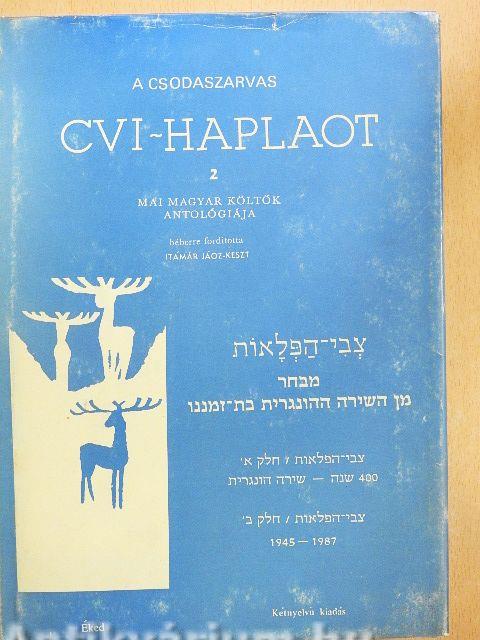 A CSODASZARVAS
CVI~HAPLAOT
2
MAI MAGYAR KÖLTŐK
ANTOLÓGIÁJA
héberre fordította
ITÁMÁR JÁOZ-KESZT
צְבִי־הַפְּלָאוֹת
מבחר
מן השירה ההונגרית בת־זמננו
צבי־הפלאות / חלק א'
400 שנה — שירה הונגרית
צבי־הפלאות / חלק ב'
1945 — 1987
Kétnyelvű kiadás
Éked